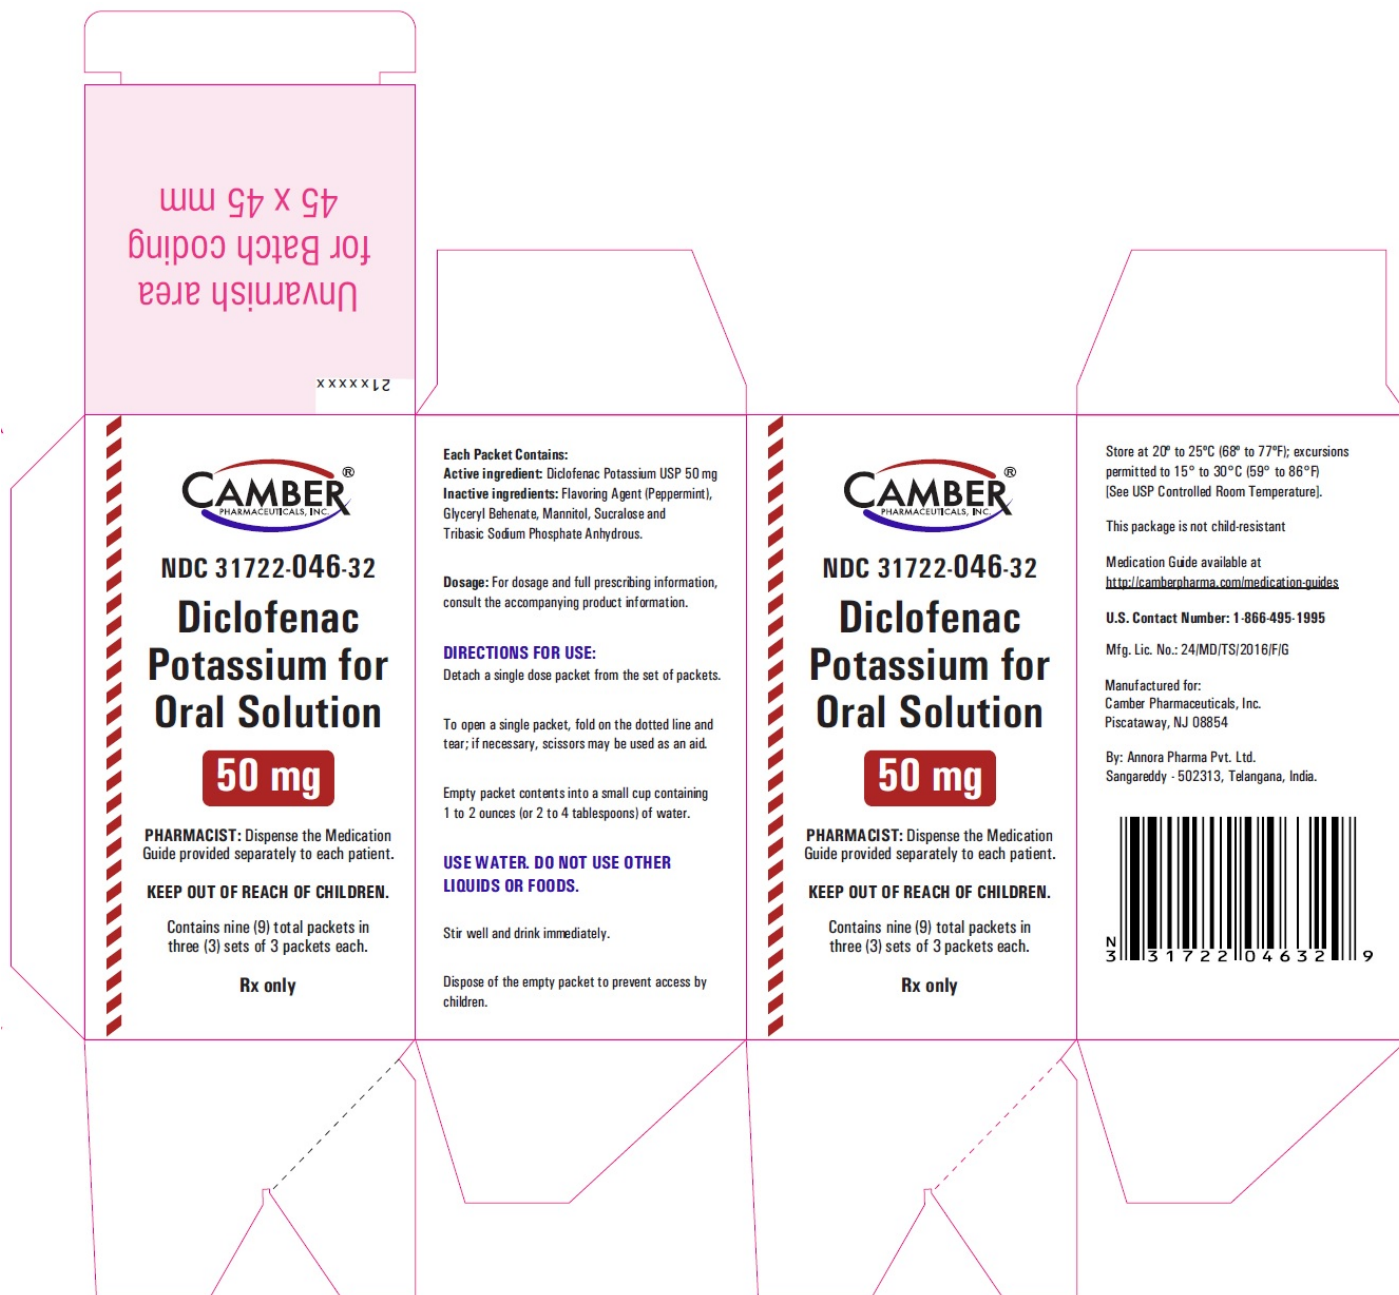 Unvarnish area
for Batch coding
45 x 45 mm
21xxxxx
CAMBER®
PHARMACEUTICALS, INC.
NDC 31722-046-32
Diclofenac
Potassium for
Oral Solution
50 mg
PHARMACIST: Dispense the Medication
Guide provided separately to each patient.
KEEP OUT OF REACH OF CHILDREN.
Contains nine (9) total packets in
three (3) sets of 3 packets each.
Rx only
Each Packet Contains:
Active ingredient: Diclofenac Potassium USP 50 mg
Inactive ingredients: Flavoring Agent (Peppermint),
Glyceryl Behenate, Mannitol, Sucralose and
Tribasic Sodium Phosphate Anhydrous.
Dosage: For dosage and full prescribing information,
consult the accompanying product information.
DIRECTIONS FOR USE:
Detach a single dose packet from the set of packets.
To open a single packet, fold on the dotted line and
tear; if necessary, scissors may be used as an aid.
Empty packet contents into a small cup containing
1 to 2 ounces (or 2 to 4 tablespoons) of water.
USE WATER. DO NOT USE OTHER
LIQUIDS OR FOODS.
Stir well and drink immediately.
Dispose of the empty packet to prevent access by
children.
CAMBER®
PHARMACEUTICALS, INC.
NDC 31722-046-32
Diclofenac
Potassium for
Oral Solution
50 mg
PHARMACIST: Dispense the Medication
Guide provided separately to each patient.
KEEP OUT OF REACH OF CHILDREN.
Contains nine (9) total packets in
three (3) sets of 3 packets each.
Rx only
Store at 20º to 25ºC (68º to 77ºF); excursions
permitted to 15° to 30°C (59° to 86°F)
[See USP Controlled Room Temperature].
This package is not child-resistant
Medication Guide available at
http://camberpharma.com/medication-guides
U.S. Contact Number: 1-866-495-1995
Mfg. Lic. No.: 24/MD/TS/2016/F/G
Manufactured for:
Camber Pharmaceuticals, Inc.
Piscataway, NJ 08854
By: Annora Pharma Pvt. Ltd.
Sangareddy - 502313, Telangana, India.
N
3 31722 04632 9